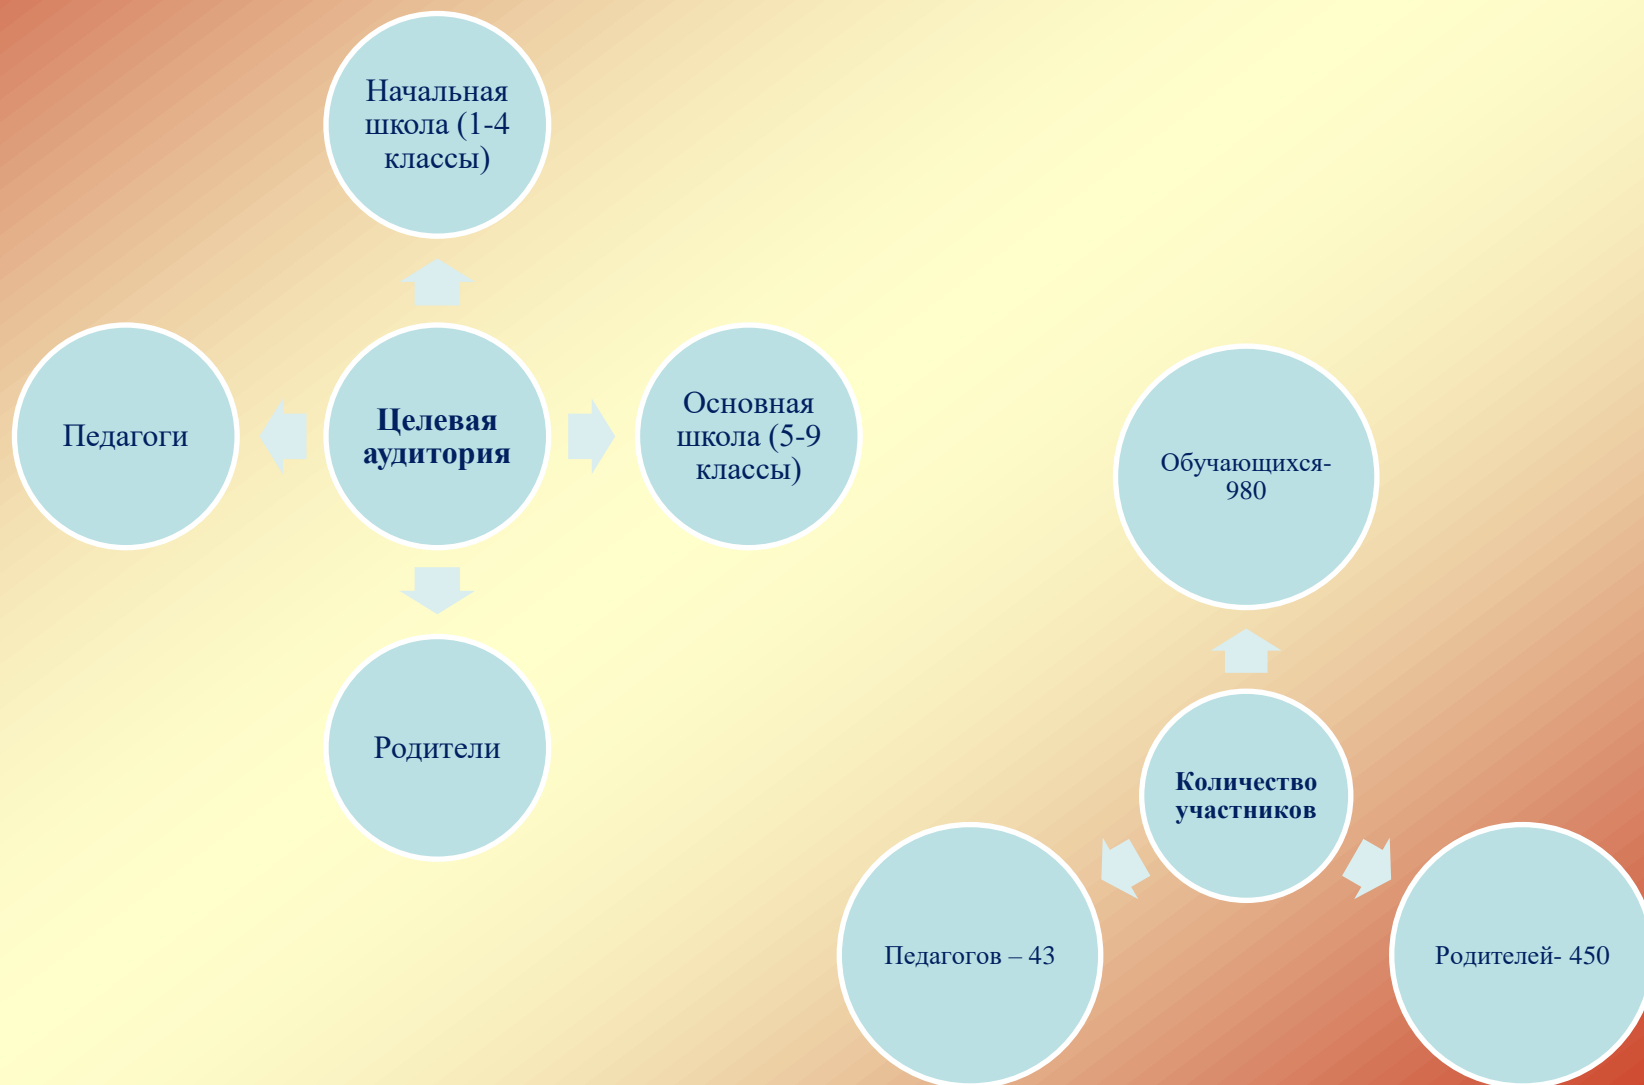 Начальная
школа (1-4
классы)
Педагоги
Целевая
аудитория
Основная
школа (5-9
классы)
Родители
Обучающихся-
980
Количество
участников
Педагогов – 43
Родителей- 450